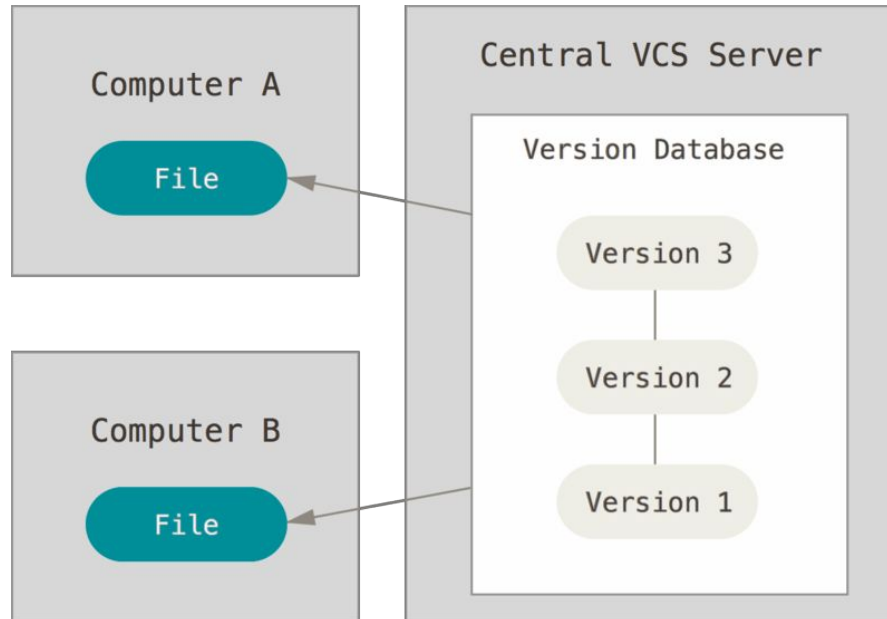 Computer A
File
Computer B
File
Central VCS Server
Version Database
Version 3
Version 2
Version 1